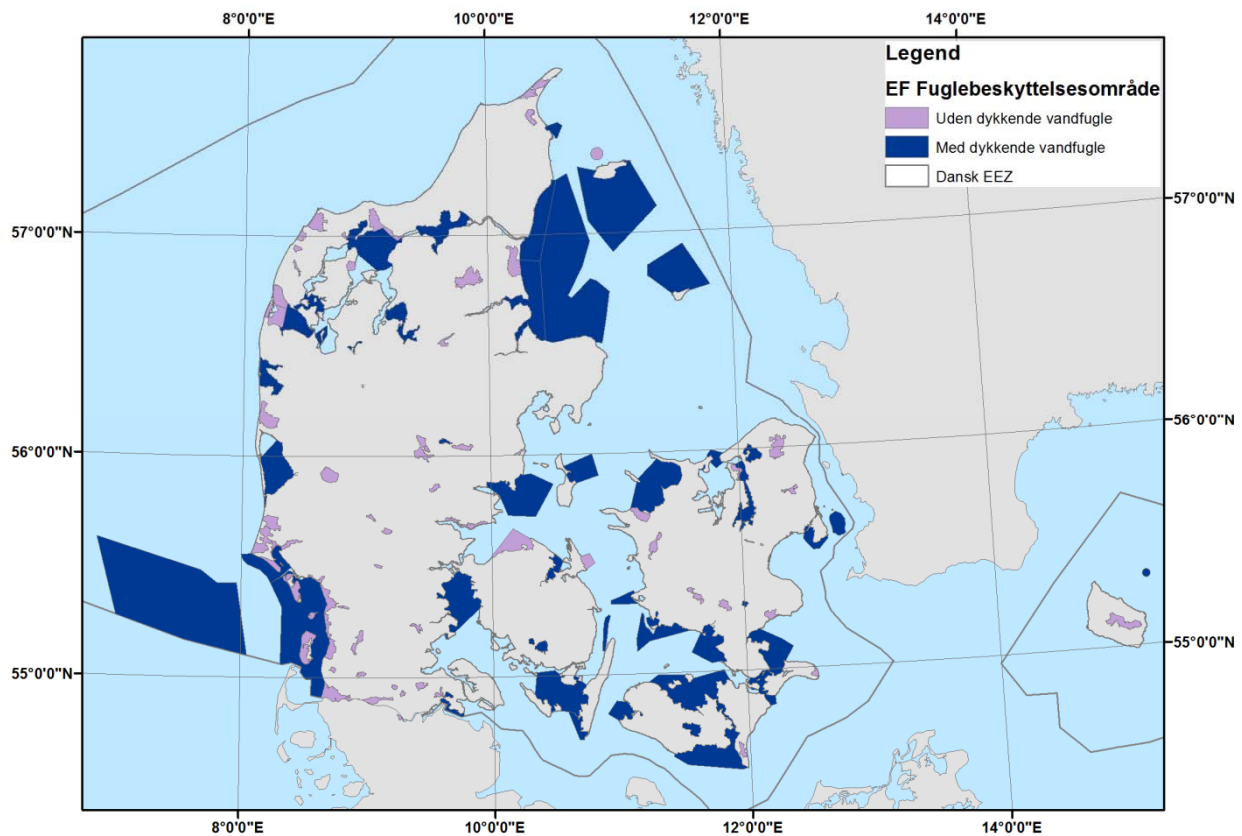 8°0'0"E
10°0'0"E
12°0'0"E
14°0'0"E
Legend
EF Fuglebeskyttelsesområde
Uden dykkende vandfugle
Med dykkende vandfugle
Dansk EEZ
57°0'0"N
57°0'0"N
56°0'0"N
56°0'0"N
55°0'0"N
55°0'0"N
8°0'0"E
10°0'0"E
12°0'0"E
14°0'0"E